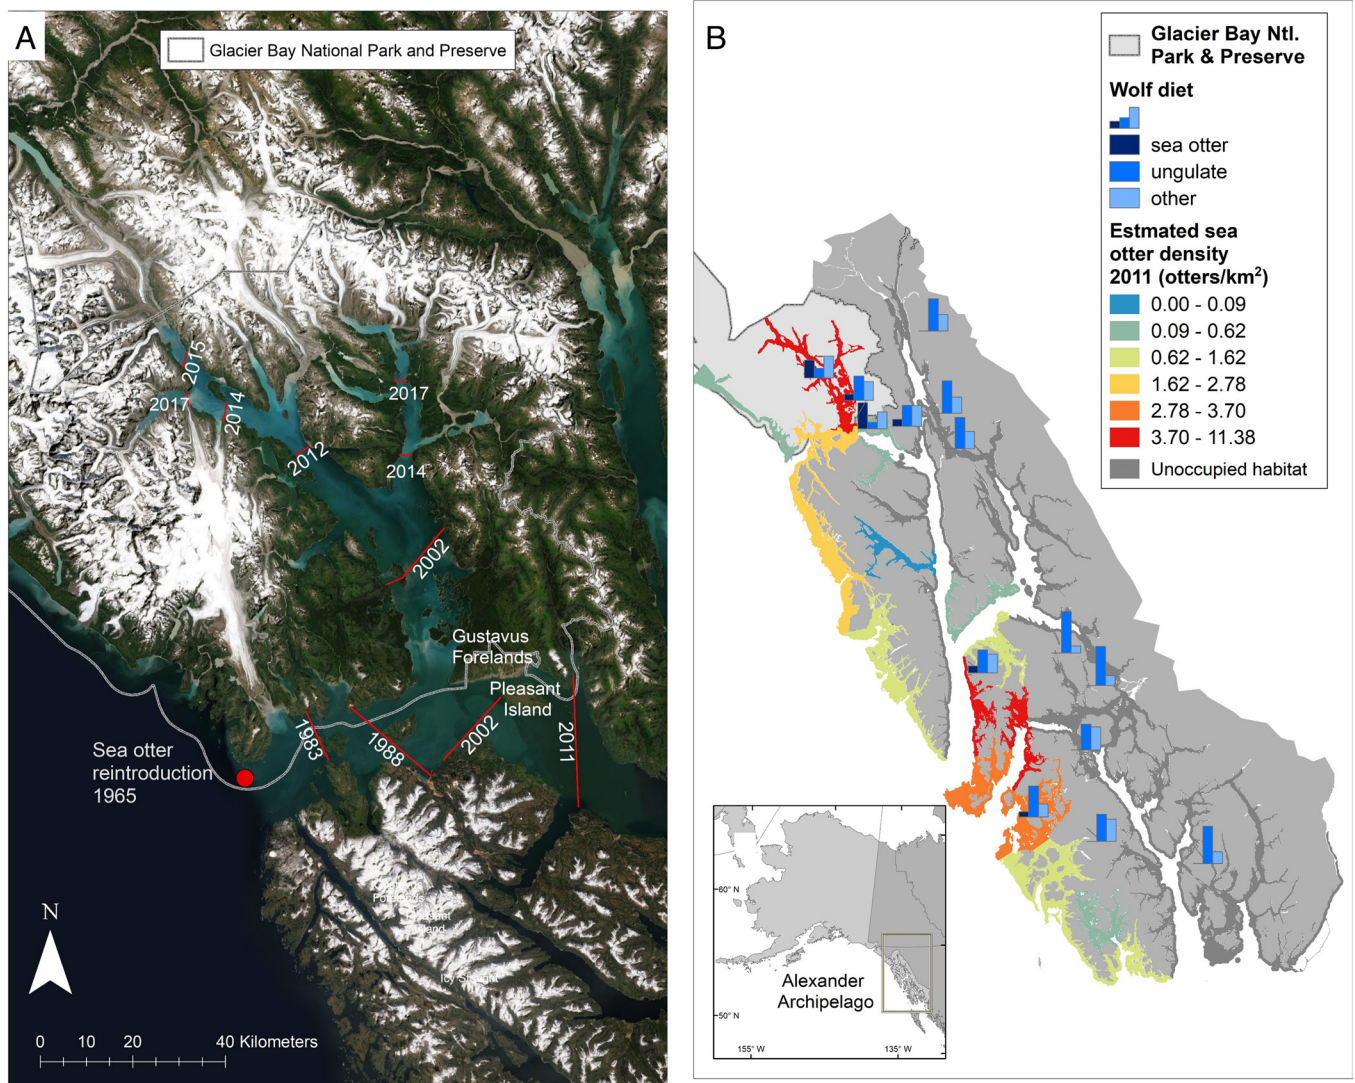 A
Glacier Bay National Park and Preserve
2015
2017
2014
2017
2012
2014
2002
Gustavus
Forelands
Pleasant
Island
1983
1988
2002
2011
Sea otter
reintroduction
1965
Icy Strait
N
0 10 20 40 Kilometers
B
Glacier Bay Ntl.
Park & Preserve
Wolf diet
sea otter
ungulate
other
Estmated sea
otter density
2011 (otters/km²)
0.00 - 0.09
0.09 - 0.62
0.62 - 1.62
1.62 - 2.78
2.78 - 3.70
3.70 - 11.38
Unoccupied habitat
60° N
Alexander
Archipelago
50° N
155° W
135° W